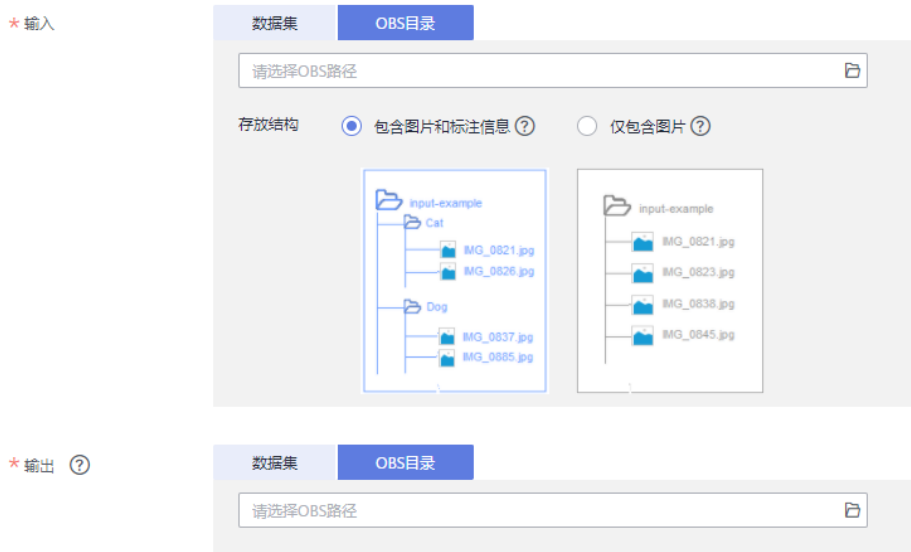 * 输入
数据集 OBS目录
请选择OBS路径
存放结构 包含图片和标注信息 ? 仅包含图片 ?
input-example
Cat
IMG_0821.jpg
IMG_0826.jpg
Dog
IMG_0837.jpg
IMG_0885.jpg
input-example
IMG_0821.jpg
IMG_0823.jpg
IMG_0838.jpg
IMG_0845.jpg
* 输出 ?
数据集 OBS目录
请选择OBS路径